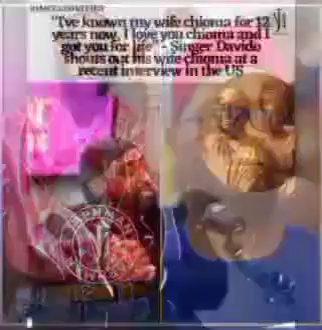 "I've known my wife chioma for 12
years now, I love you chioma and I
got you for life" - Singer Davido
shouts out his wife chioma at a
recent interview in the US